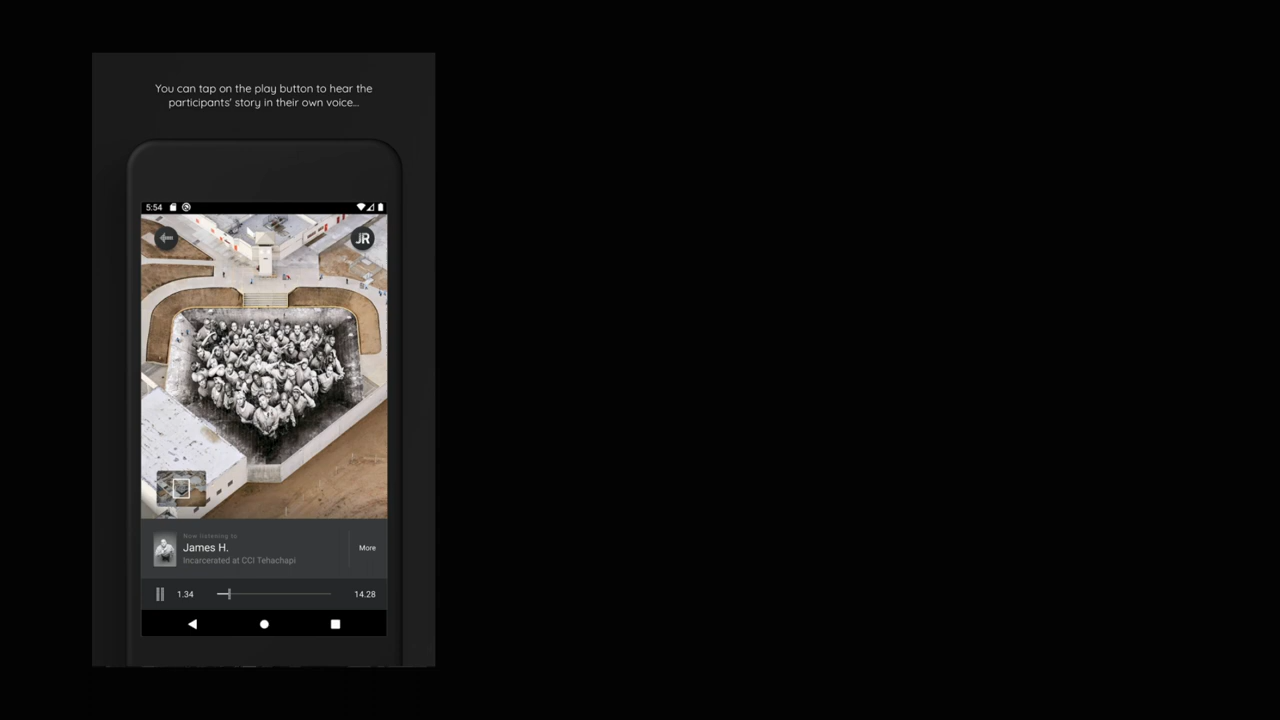 You can tap on the play button to hear the
participants' story in their own voice...
5:54
JR
Now listening to
James H.
Incarcerated at CCI Tehachapi
More
1.34
14.28